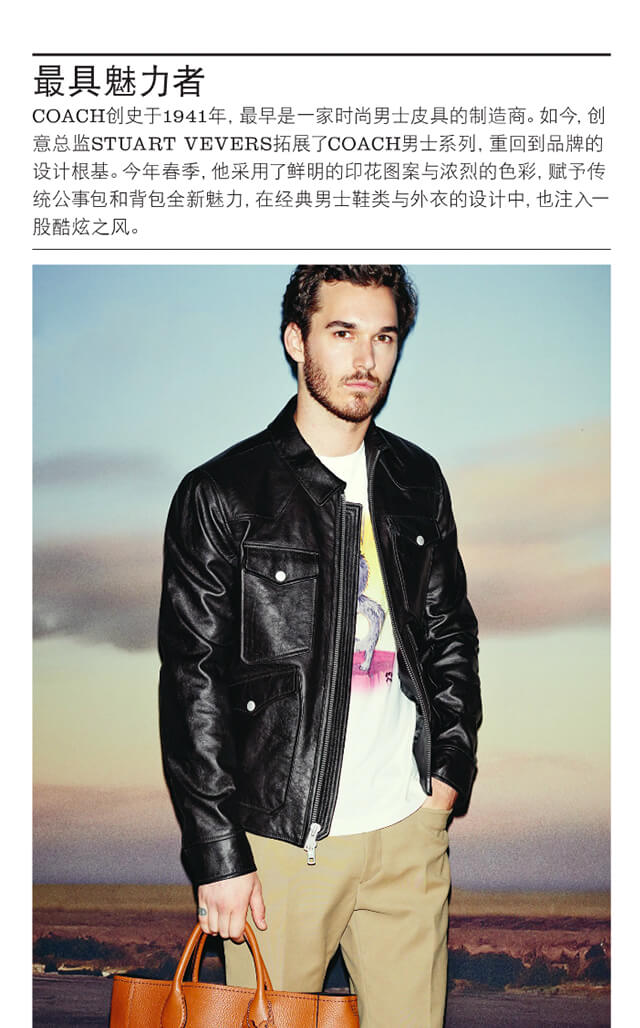 最具魅力者
COACH创史于1941年, 最早是一家时尚男士皮具的制造商。如今, 创
意总监STUART VEVERS拓展了COACH男士系列, 重回到品牌的
设计根基。今年春季, 他采用了鲜明的印花图案与浓烈的色彩, 赋予传
统公事包和背包全新魅力, 在经典男士鞋类与外衣的设计中, 也注入一
股酷炫之风。
23